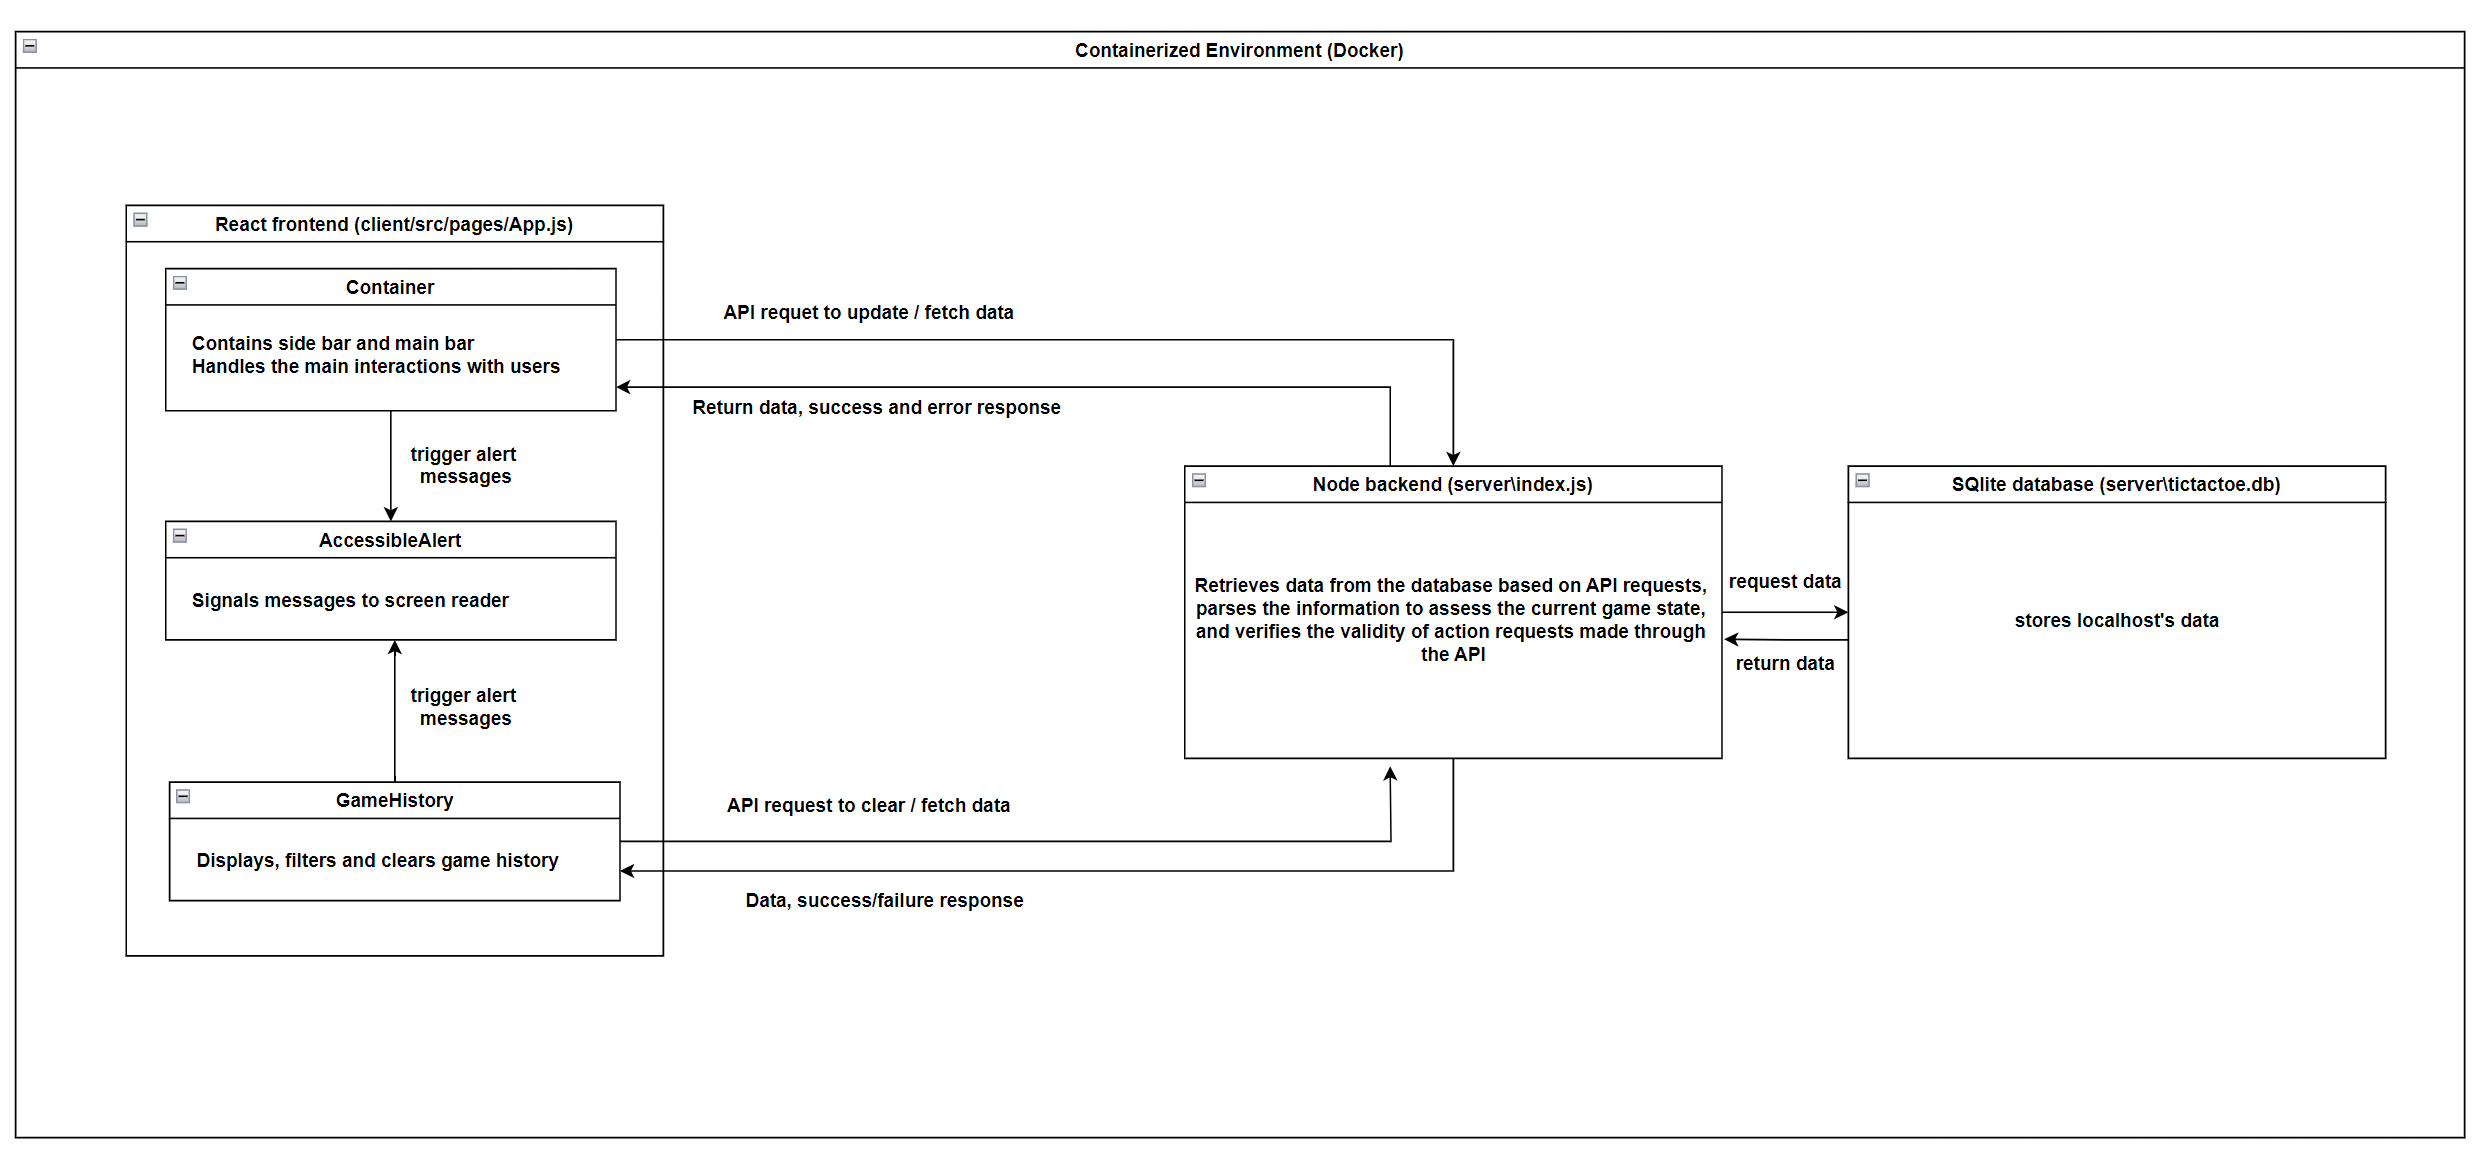 Containerized Environment (Docker)
React frontend (client/src/pages/App.js)
Container
Contains side bar and main bar
Handles the main interactions with users
trigger alert
messages
AccessibleAlert
Signals messages to screen reader
trigger alert
messages
GameHistory
Displays, filters and clears game history
API requet to update / fetch data
Return data, success and error response
API request to clear / fetch data
Data, success/failure response
Node backend (server\index.js)
Retrieves data from the database based on API requests,
parses the information to assess the current game state,
and verifies the validity of action requests made through
the API
request data
return data
SQlite database (server\tictactoe.db)
stores localhost's data